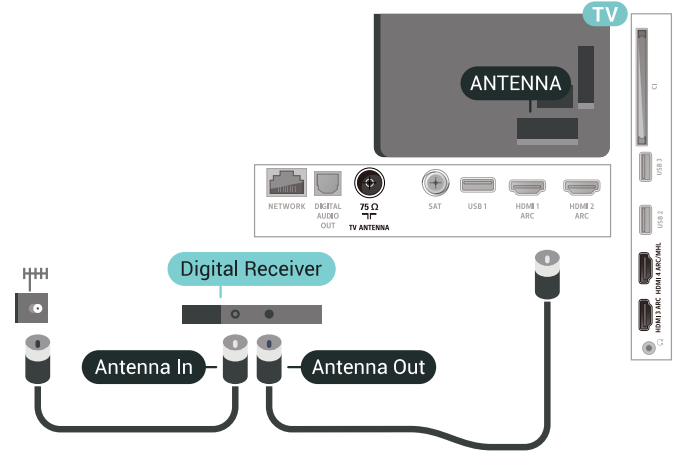 TV
ANTENNA
CI
USB 3
USB 2
HDMI 4 ARC/MHL
HDMI 3 ARC
NETWORK
DIGITAL
AUDIO
OUT
75 Ω
TV ANTENNA
SAT
USB 1
HDMI 1
ARC
HDMI 2
ARC
Digital Receiver
Antenna In
Antenna Out